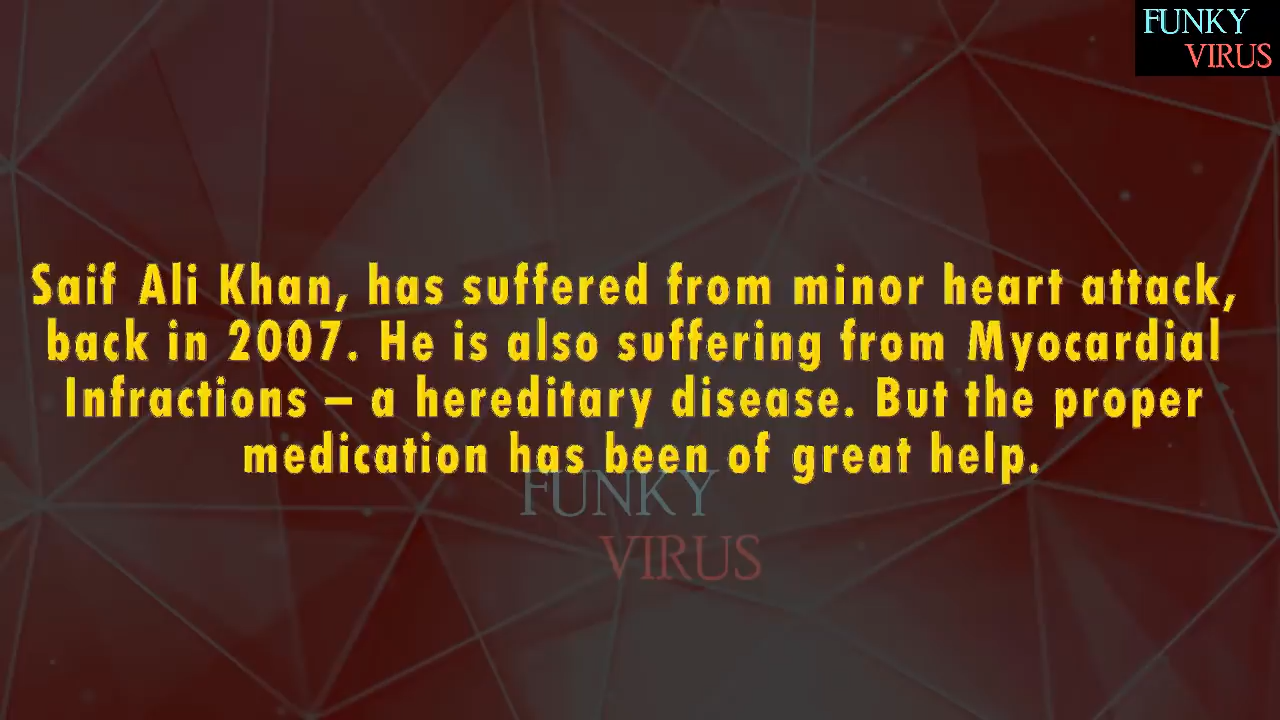 FUNKY
VIRUS
Saif Ali Khan, has suffered from minor heart attack,
back in 2007. He is also suffering from Myocardial
Infractions – a hereditary disease. But the proper
medication has been of great help.
FUNKY
VIRUS